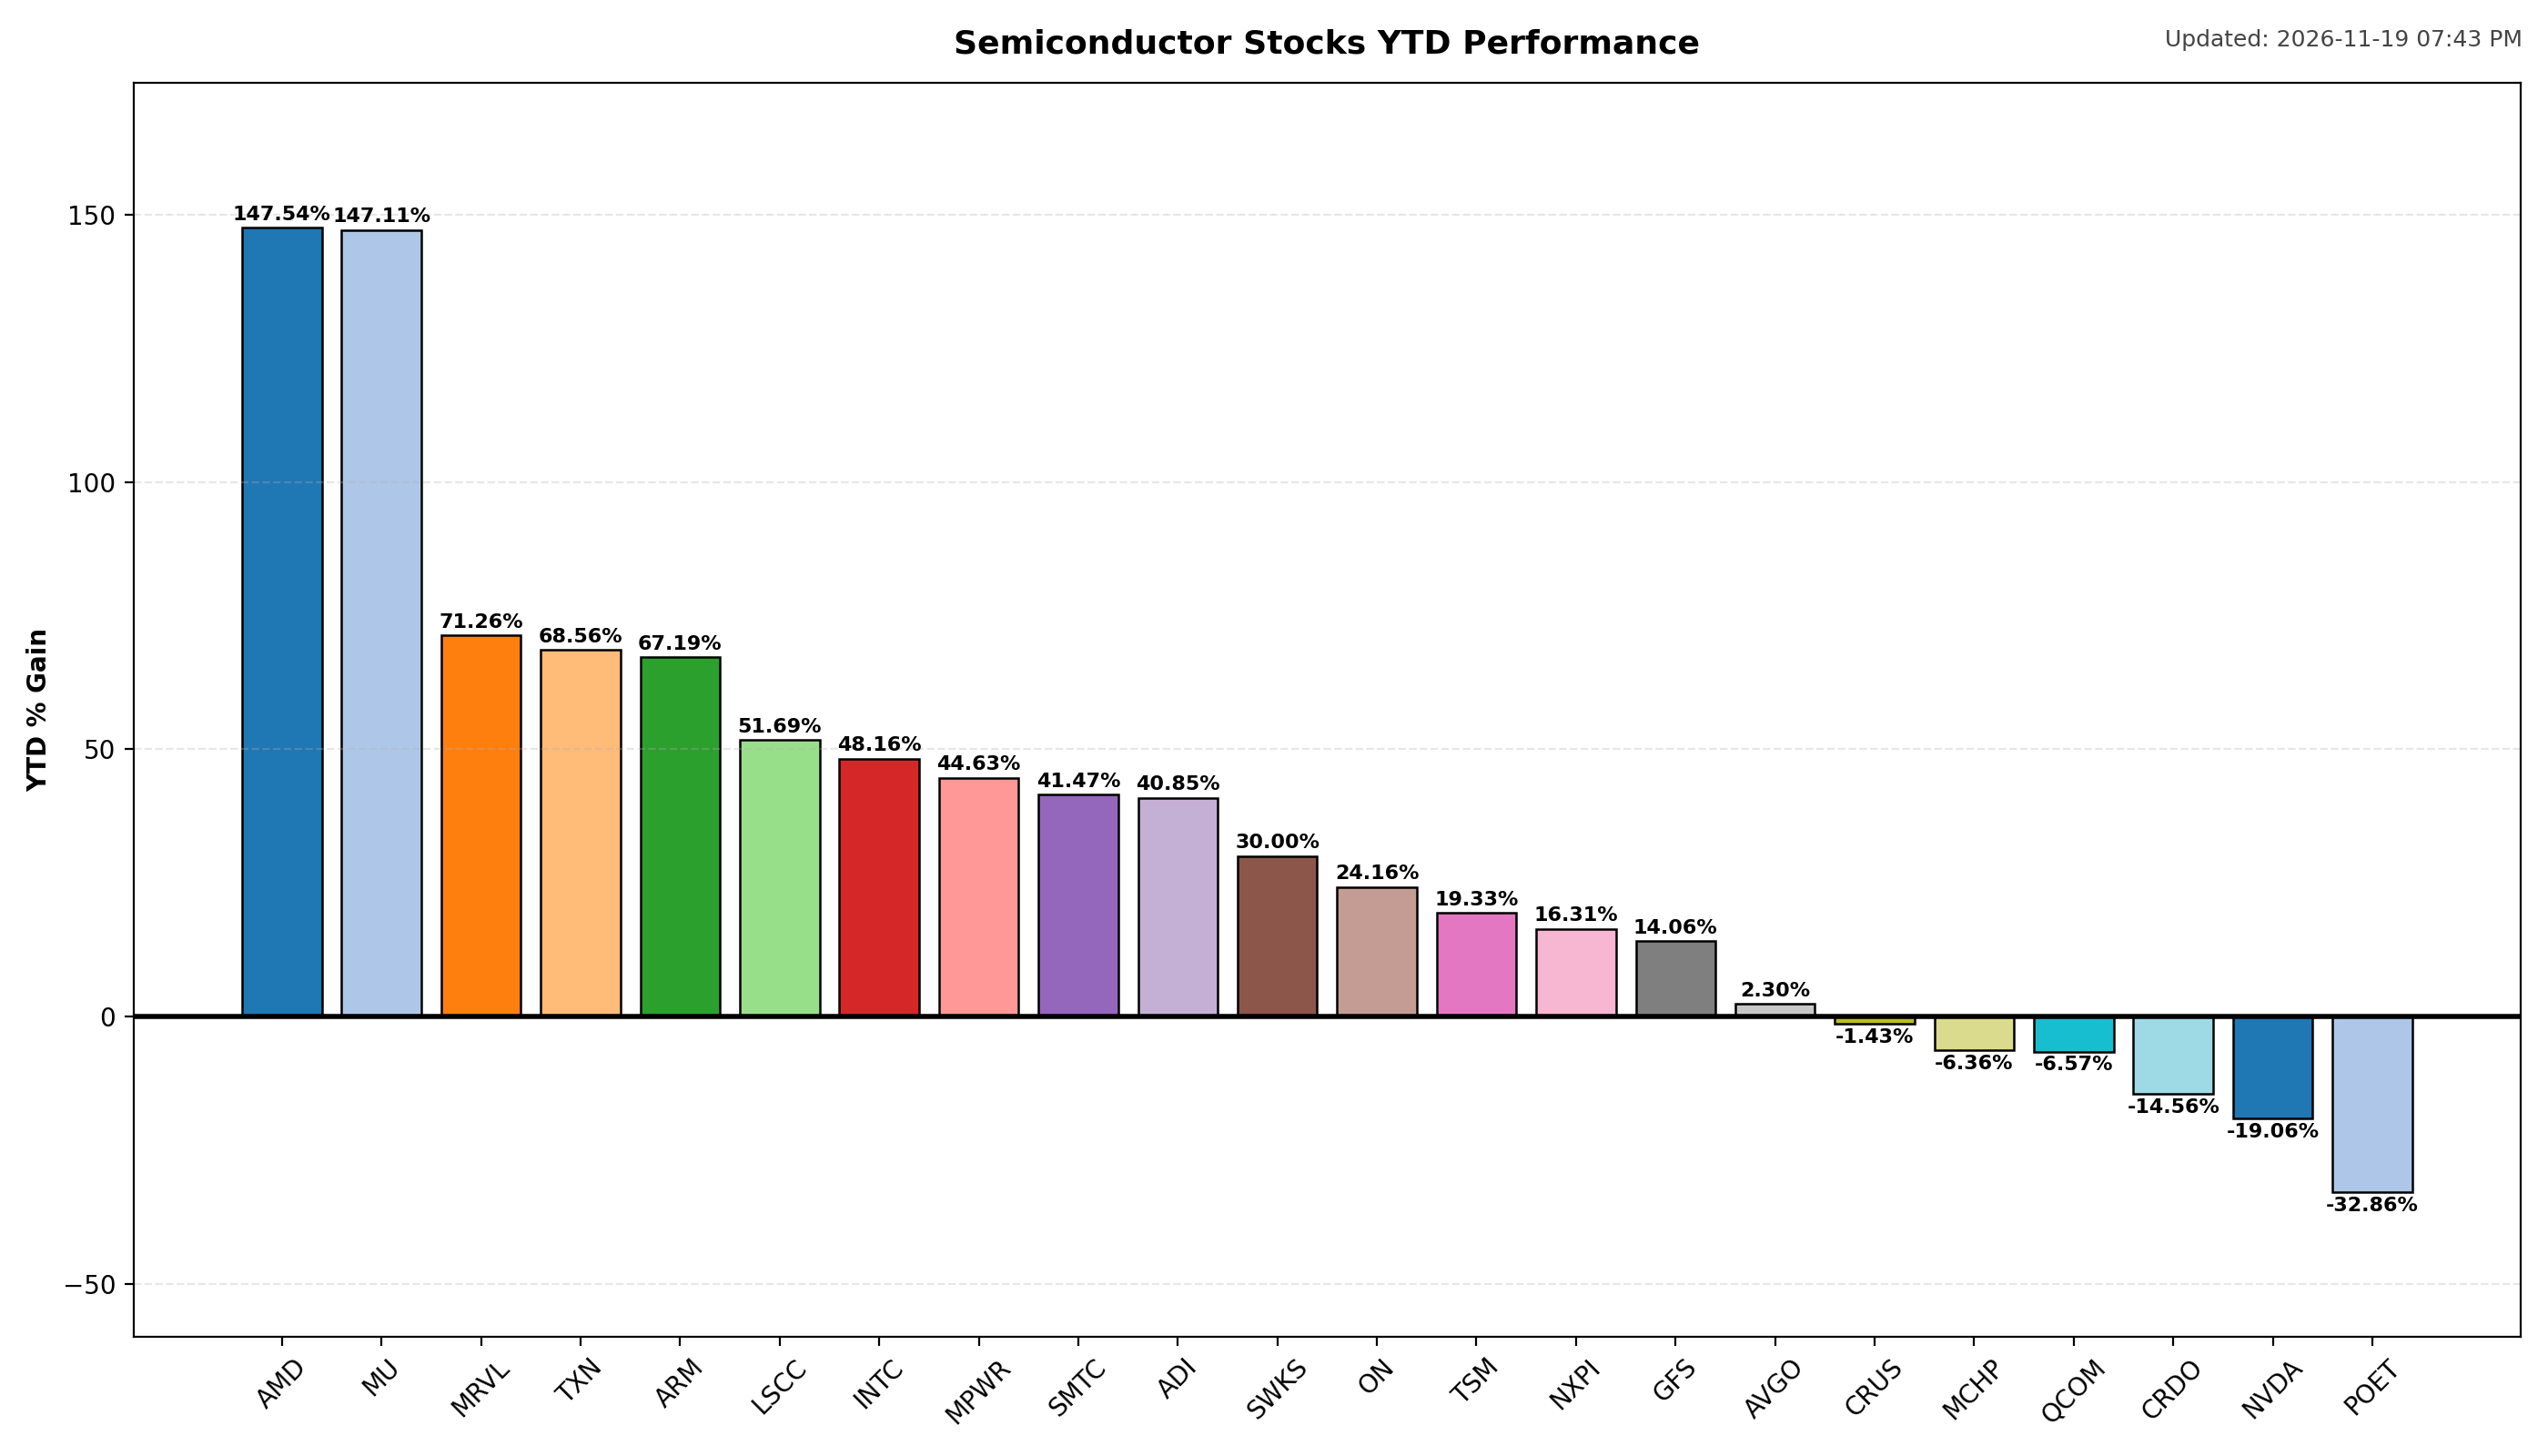 Semiconductor Stocks YTD Performance
Updated: 2026-11-19 07:43 PM
YTD % Gain
150
100
50
0
−50
147.54%
147.11%
71.26%
68.56%
67.19%
51.69%
48.16%
44.63%
41.47%
40.85%
30.00%
24.16%
19.33%
16.31%
14.06%
2.30%
-1.43%
-6.36%
-6.57%
-14.56%
-19.06%
-32.86%
AMD
MU
MRVL
TXN
ARM
LSCC
INTC
MPWR
SMTC
ADI
SWKS
ON
TSM
NXPI
GFS
AVGO
CRUS
MCHP
QCOM
CRDO
NVDA
POET